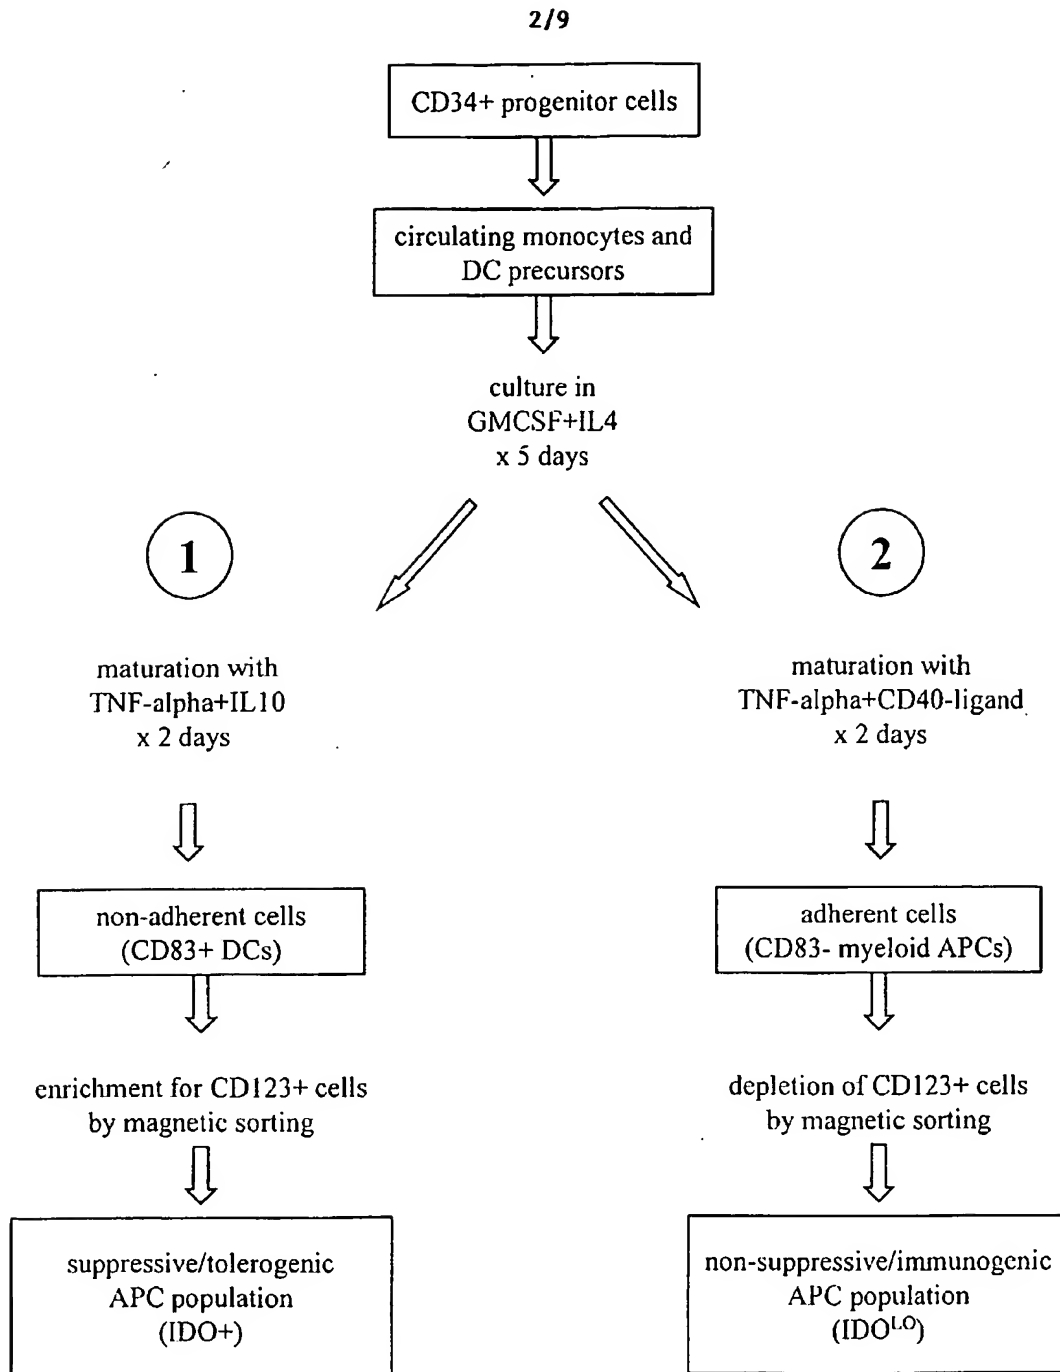 2/9
CD34+ progenitor cells
circulating monocytes and
DC precursors
culture in
GMCSF+IL4
x 5 days
1
maturation with
TNF-alpha+IL10
x 2 days
non-adherent cells
(CD83+ DCs)
enrichment for CD123+ cells
by magnetic sorting
suppressive/tolerogenic
APC population
(IDO+)
2
maturation with
TNF-alpha+CD40-ligand
x 2 days
adherent cells
(CD83- myeloid APCs)
depletion of CD123+ cells
by magnetic sorting
non-suppressive/immunogenic
APC population
(IDO^LO)